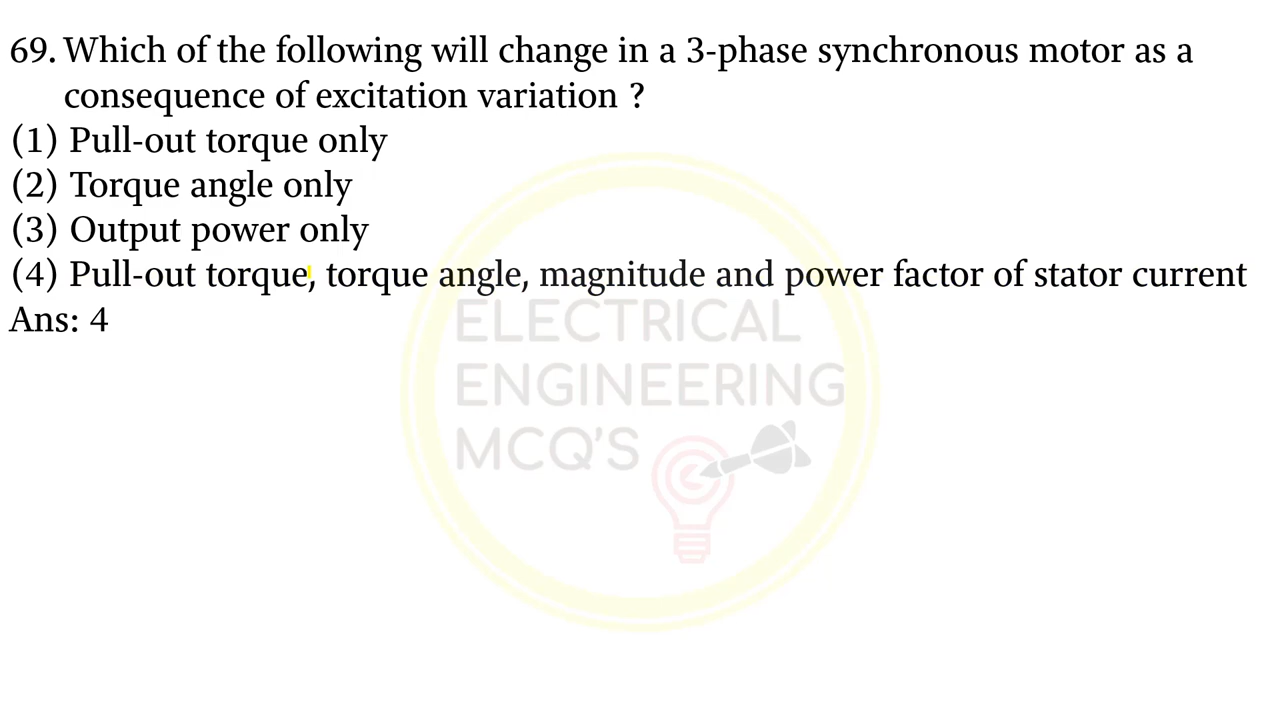 69. Which of the following will change in a 3-phase synchronous motor as a
consequence of excitation variation ?
(1) Pull-out torque only
(2) Torque angle only
(3) Output power only
(4) Pull-out torque, torque angle, magnitude and power factor of stator current
Ans: 4
ELECTRICAL
ENGINEERING
MCQ'S